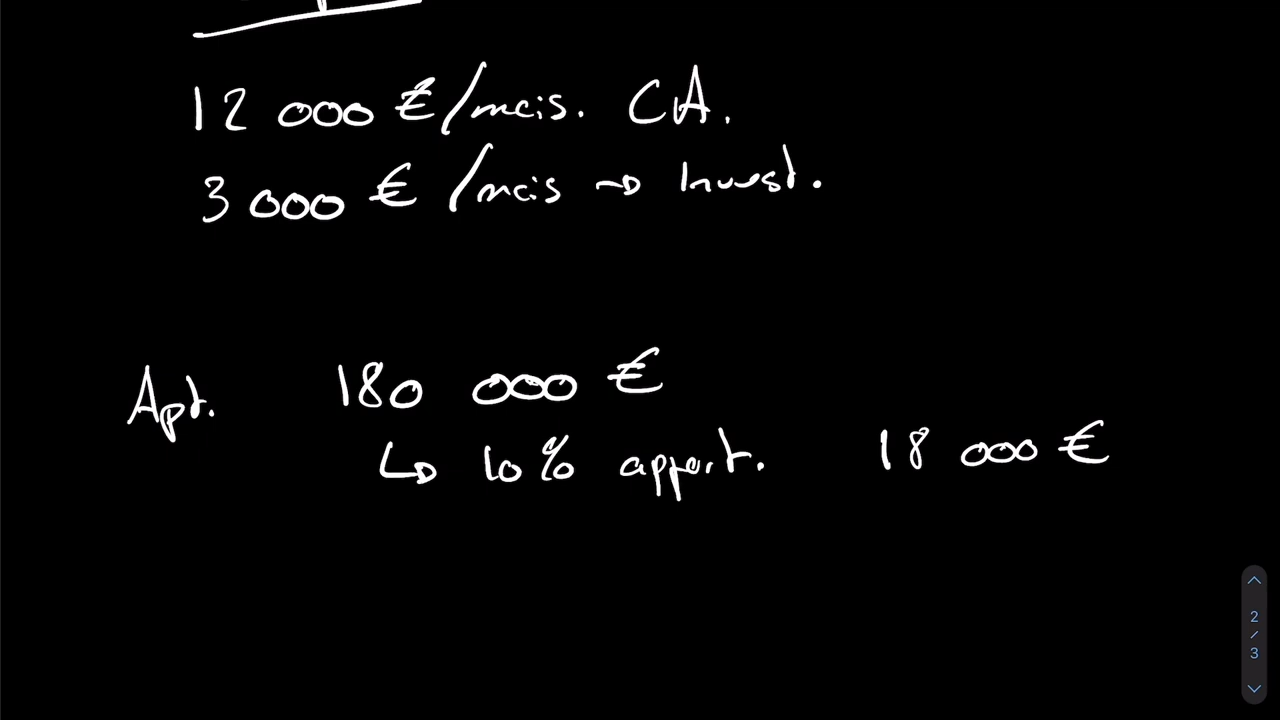 12 000 €/mois. CA.
3 000 € /mois → Invest.
Apt. 180 000 €
↳ 10% apport. 18 000 €
2
/
3